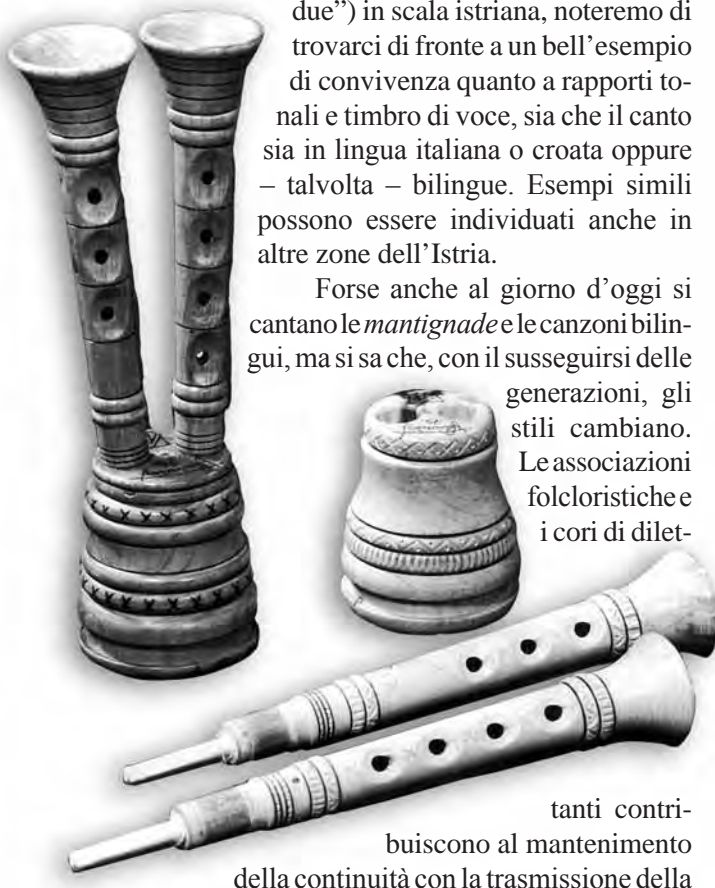 due”) in scala istriana, noteremo di
trovarci di fronte a un bell’esempio
di convivenza quanto a rapporti to-
nali e timbro di voce, sia che il canto
sia in lingua italiana o croata oppure
– talvolta – bilingue. Esempi simili
possono essere individuati anche in
altre zone dell’Istria.
Forse anche al giorno d’oggi si
cantano le mantignade e le canzoni bilin-
gui, ma si sa che, con il susseguirsi delle
generazioni, gli
stili cambiano.
Le associazioni
folcloristiche e
i cori di dilet-
tanti contri-
buiscono al mantenimento
della continuità con la trasmissione della